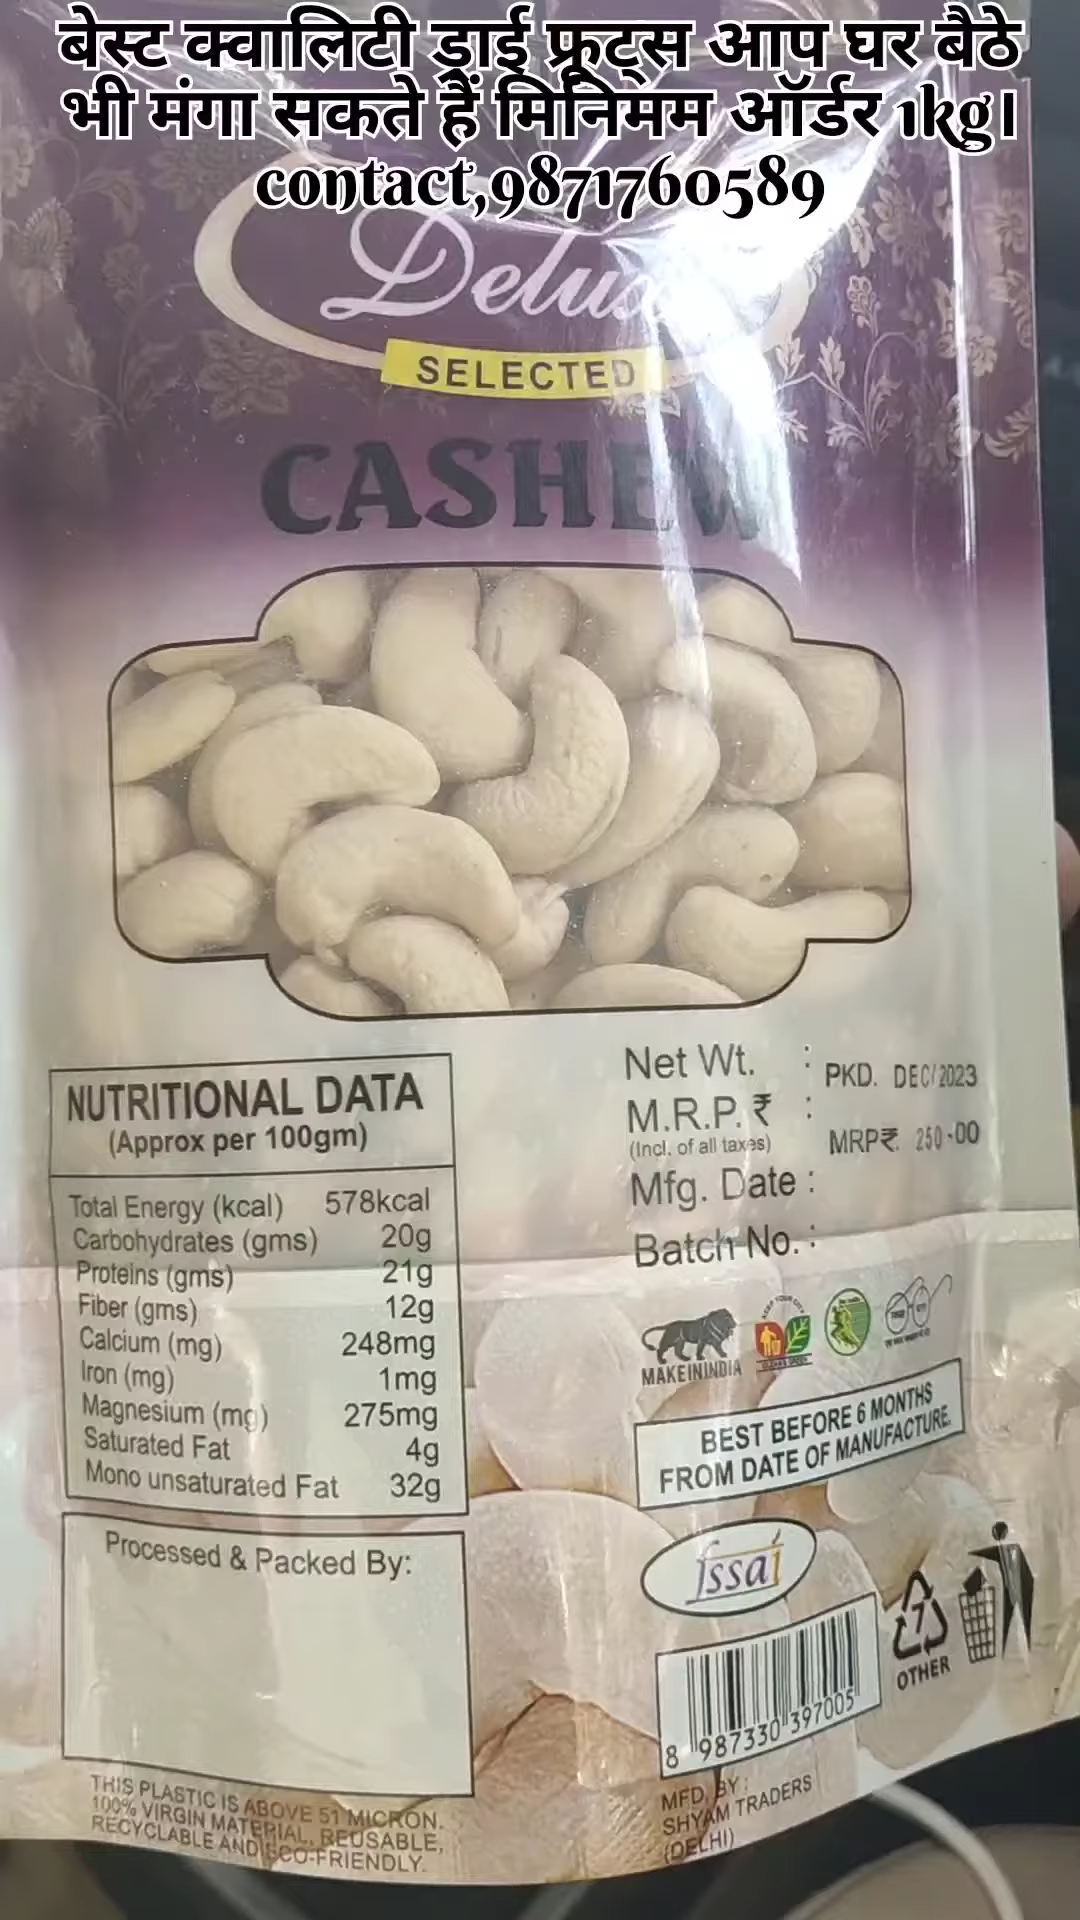 बेस्ट क्वालिटी ड्राई फ्रूट्स आप घर बैठे
भी मंगा सकते हैं मिनिमम ऑर्डर 1kg।
contact,9871760589
SELECTED
CASHEW
NUTRITIONAL DATA
(Approx per 100gm)
Total Energy (kcal) 578kcal
Carbohydrates (gms) 20g
Proteins (gms) 21g
Fiber (gms) 12g
Calcium (mg) 248mg
Iron (mg) 1mg
Magnesium (mg) 275mg
Saturated Fat 4g
Mono unsaturated Fat 32g
Processed & Packed By:
THIS PLASTIC IS ABOVE 51 MICRON.
100% VIRGIN MATERIAL, REUSABLE,
RECYCLABLE AND ECO-FRIENDLY.
Net Wt. :
PKD. DEC/2023
M.R.P. ₹ :
(Incl. of all taxes)
MRP₹. 250-00
Mfg. Date :
Batch No. :
MAKE IN INDIA
BEST BEFORE 6 MONTHS
FROM DATE OF MANUFACTURE.
fssai
7
OTHER
8 987330 397005
MFD. BY :
SHYAM TRADERS
(DELHI)